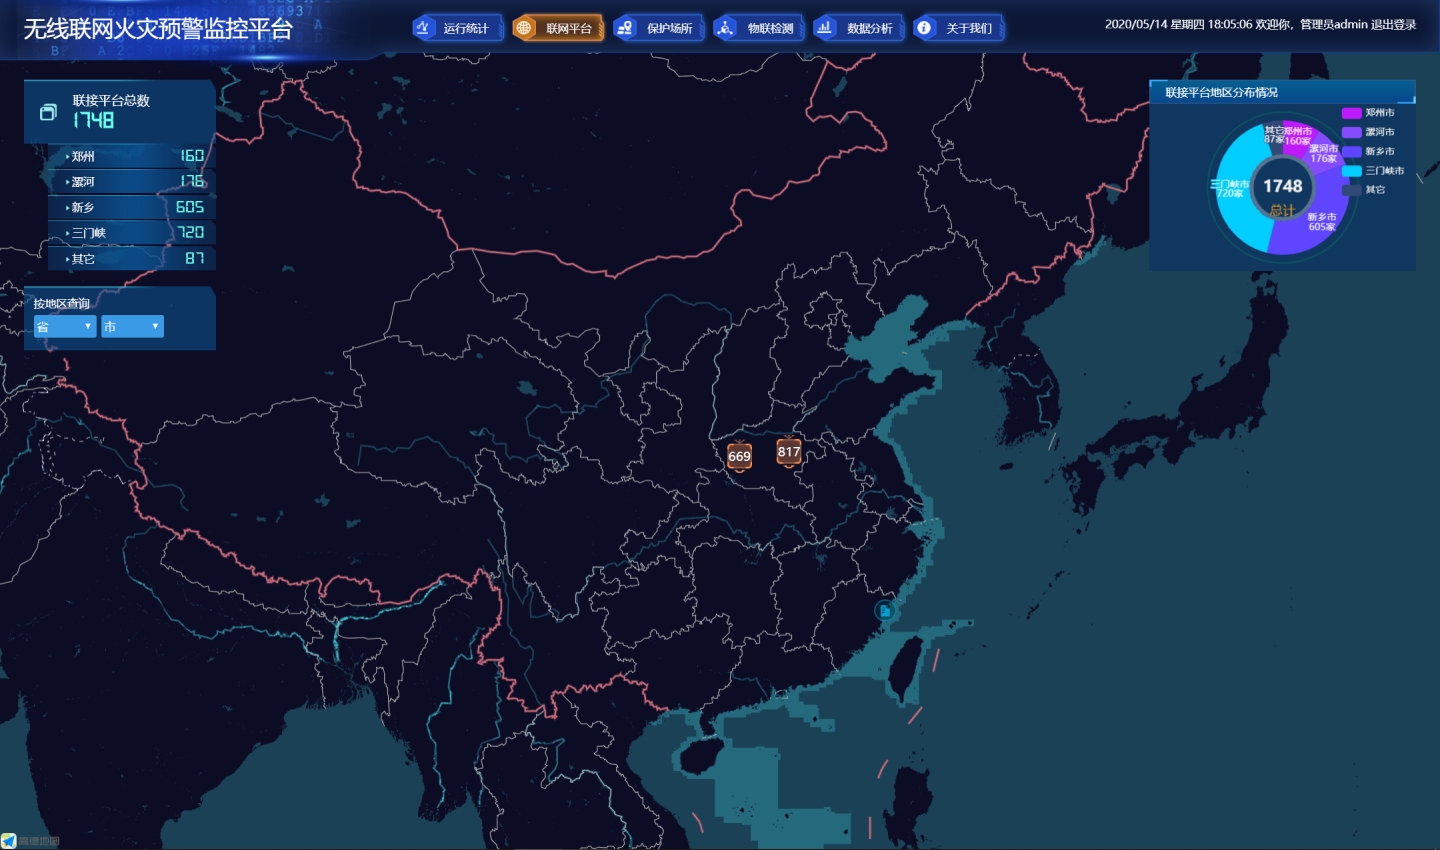 无线联网火灾预警监控平台
运行统计
联网平台
保护场所
物联检测
数据分析
关于我们
2020/05/14 星期四 18:05:06 欢迎你，管理员admin 退出登录
联接平台总数
1748
郑州 160
漯河 176
新乡 605
三门峡 720
其它 87
按地区查询
省
市
联接平台地区分布情况
其它
87家
郑州市
160家
漯河市
176家
新乡市
605家
三门峡市
720家
1748
总计
郑州市
漯河市
新乡市
三门峡市
其它
669
817
高德地图